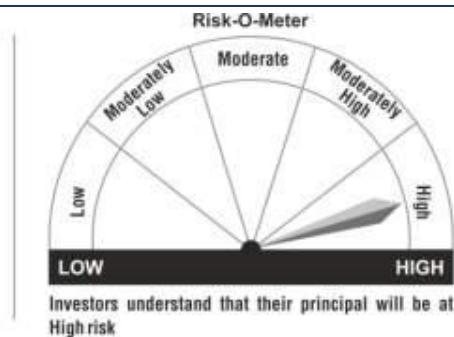 Risk-O-Meter
Moderate
Moderately
Low
Moderately
High
Low
High
LOW
HIGH
Investors understand that their principal will be at
High risk